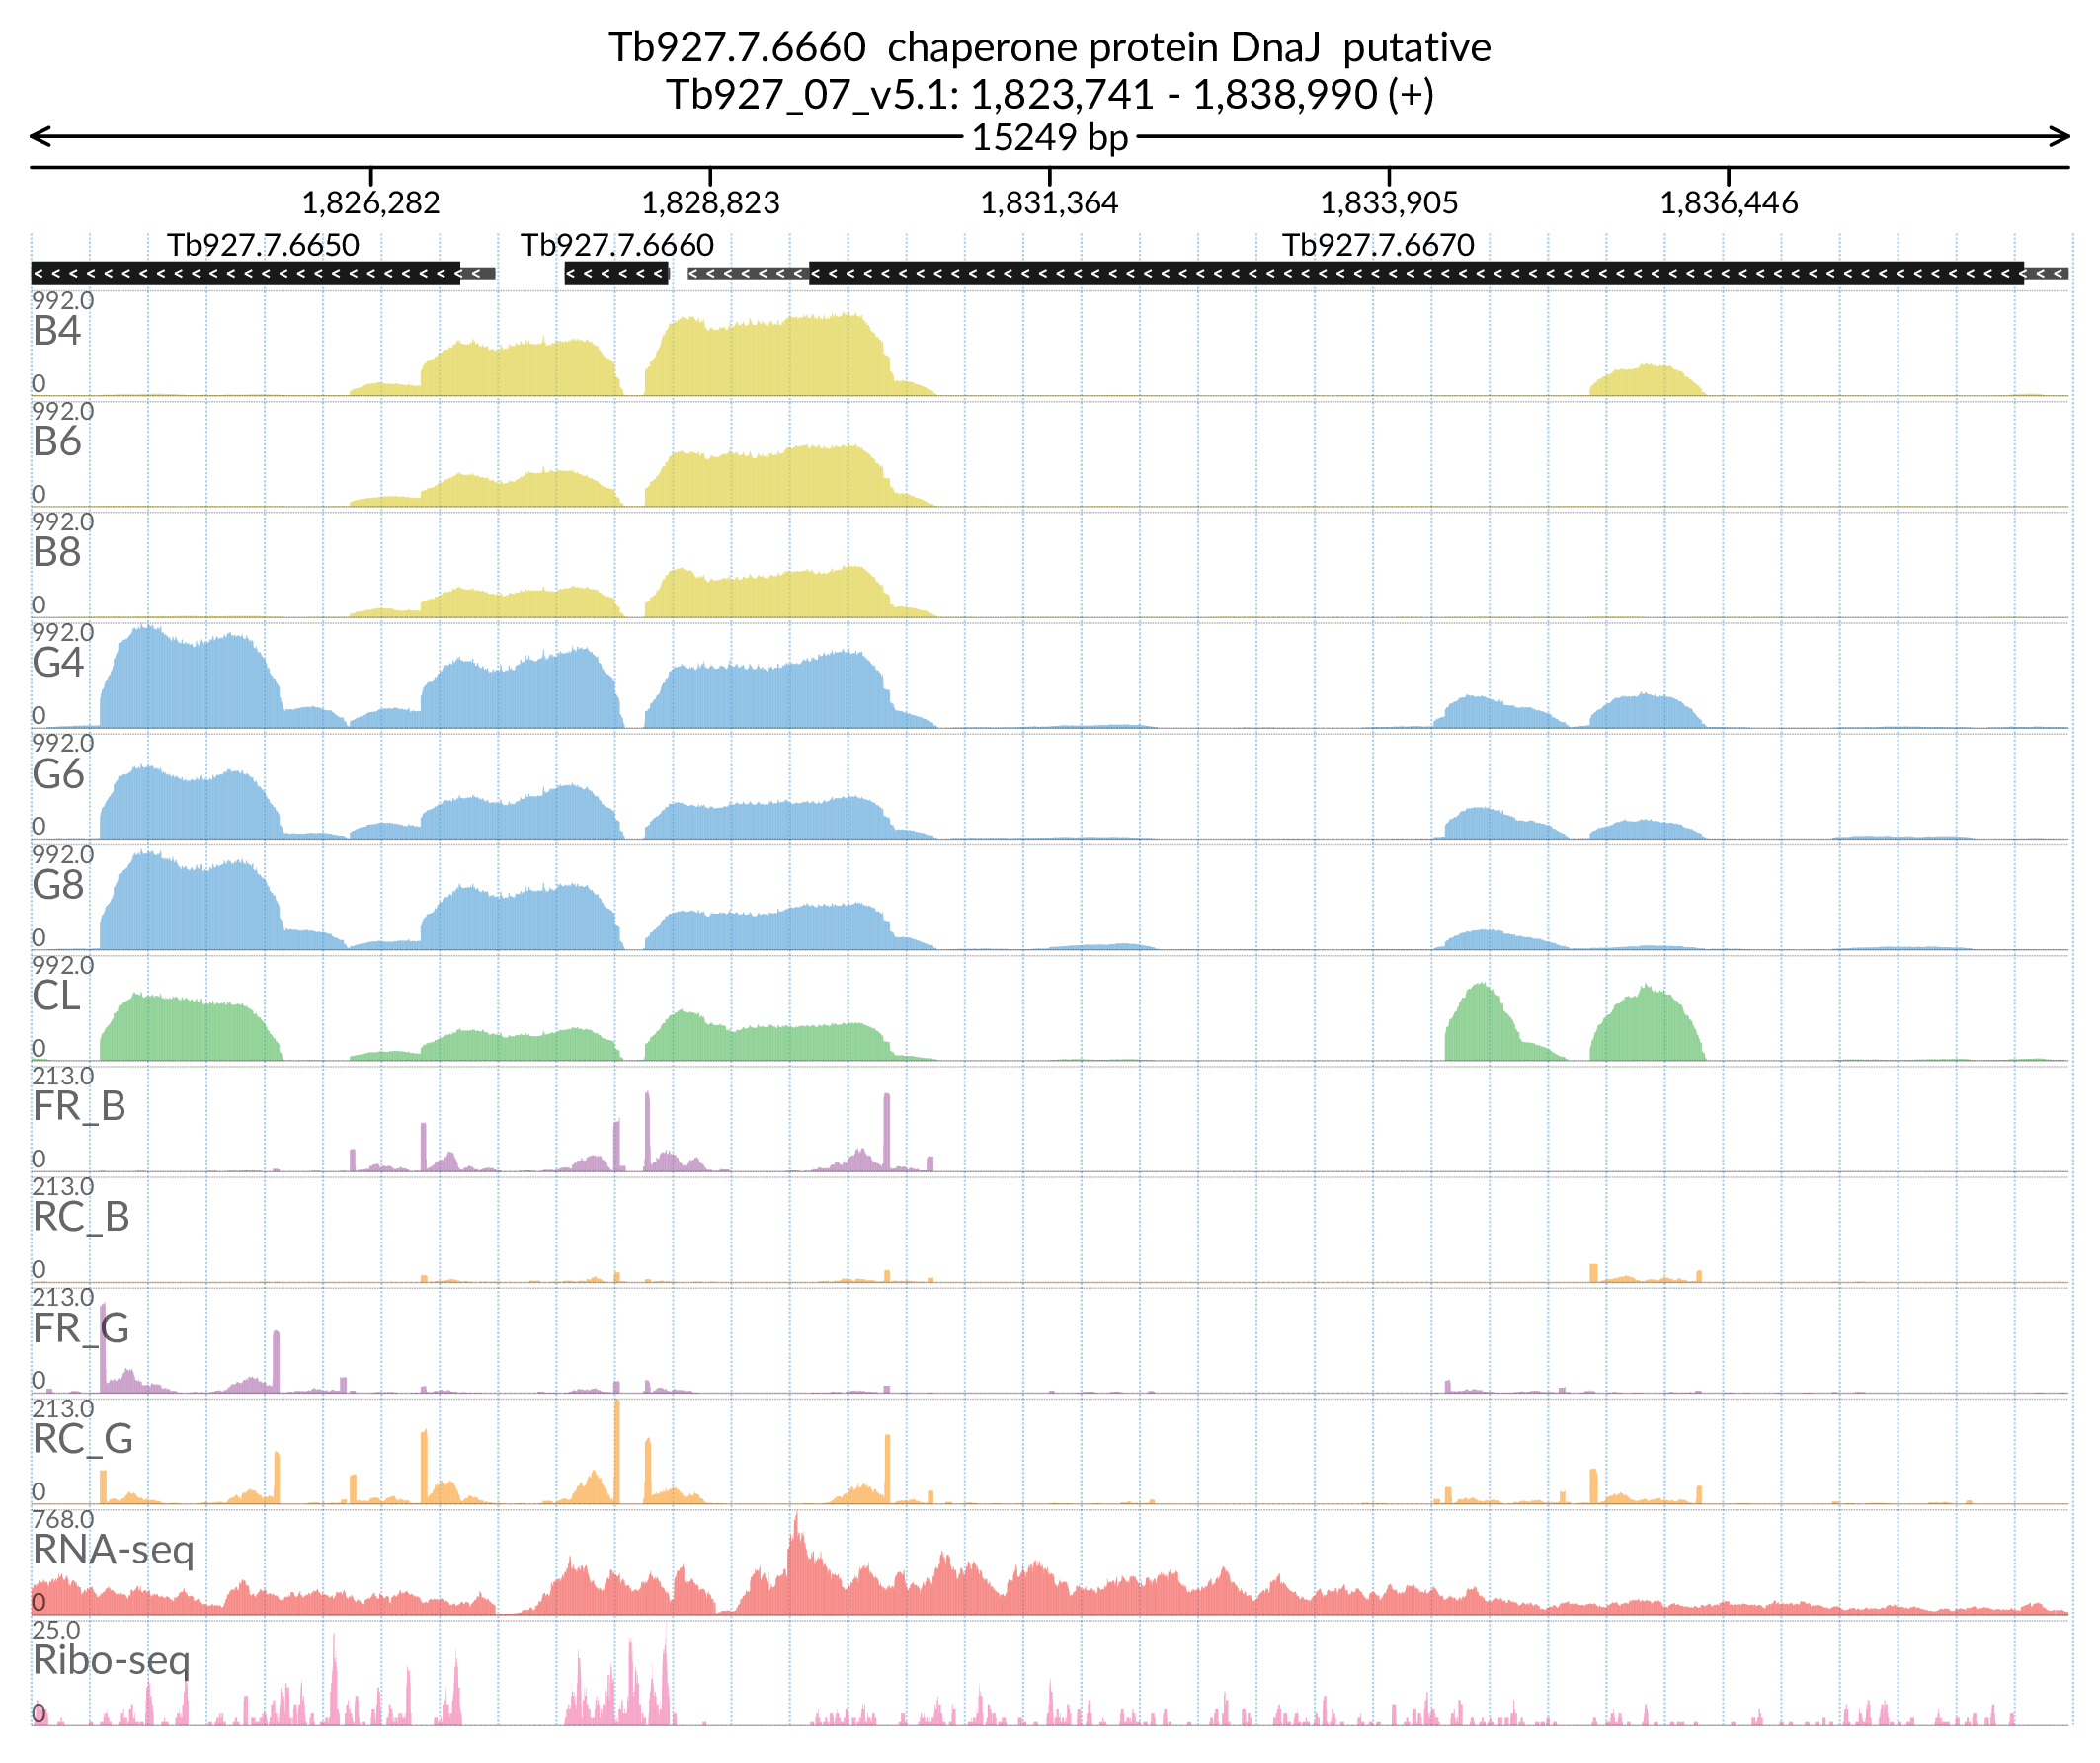 Tb927.7.6660  chaperone protein DnaJ  putative
Tb927_07_v5.1: 1,823,741 - 1,838,990 (+)
15249 bp
1,826,282 1,828,823 1,831,364 1,833,905 1,836,446
Tb927.7.6650 Tb927.7.6660 Tb927.7.6670
992.0
B4
0
992.0
B6
0
992.0
B8
0
992.0
G4
0
992.0
G6
0
992.0
G8
0
992.0
CL
0
213.0
FR_B
0
213.0
RC_B
0
213.0
FR_G
0
213.0
RC_G
0
768.0
RNA-seq
0
25.0
Ribo-seq
0